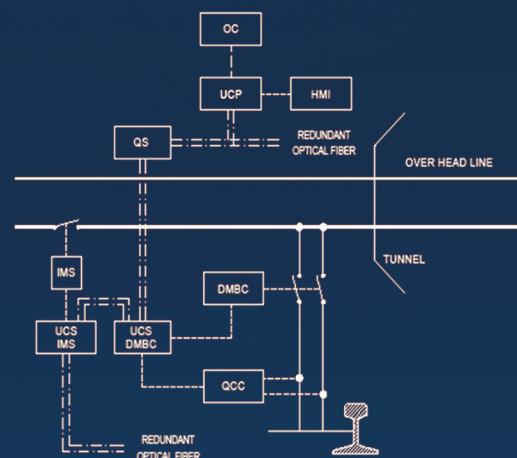 OC
UCP
HMI
QS
REDUNDANT
OPTICAL FIBER
OVER HEAD LINE
TUNNEL
IMS
DMBC
UCS
IMS
UCS
DMBC
QCC
REDUNDANT
OPTICAL FIBER